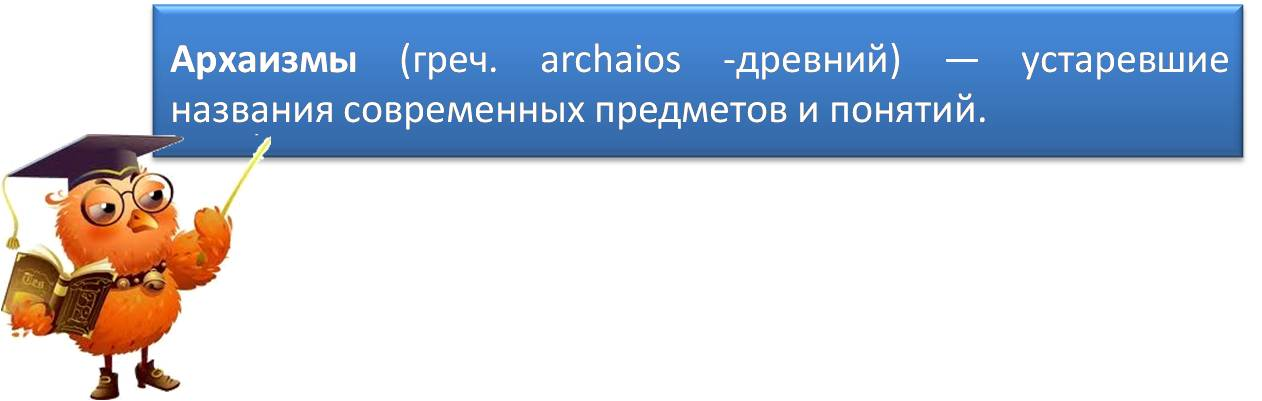 Архаизмы (греч. archaios -древний) — устаревшие
названия современных предметов и понятий.